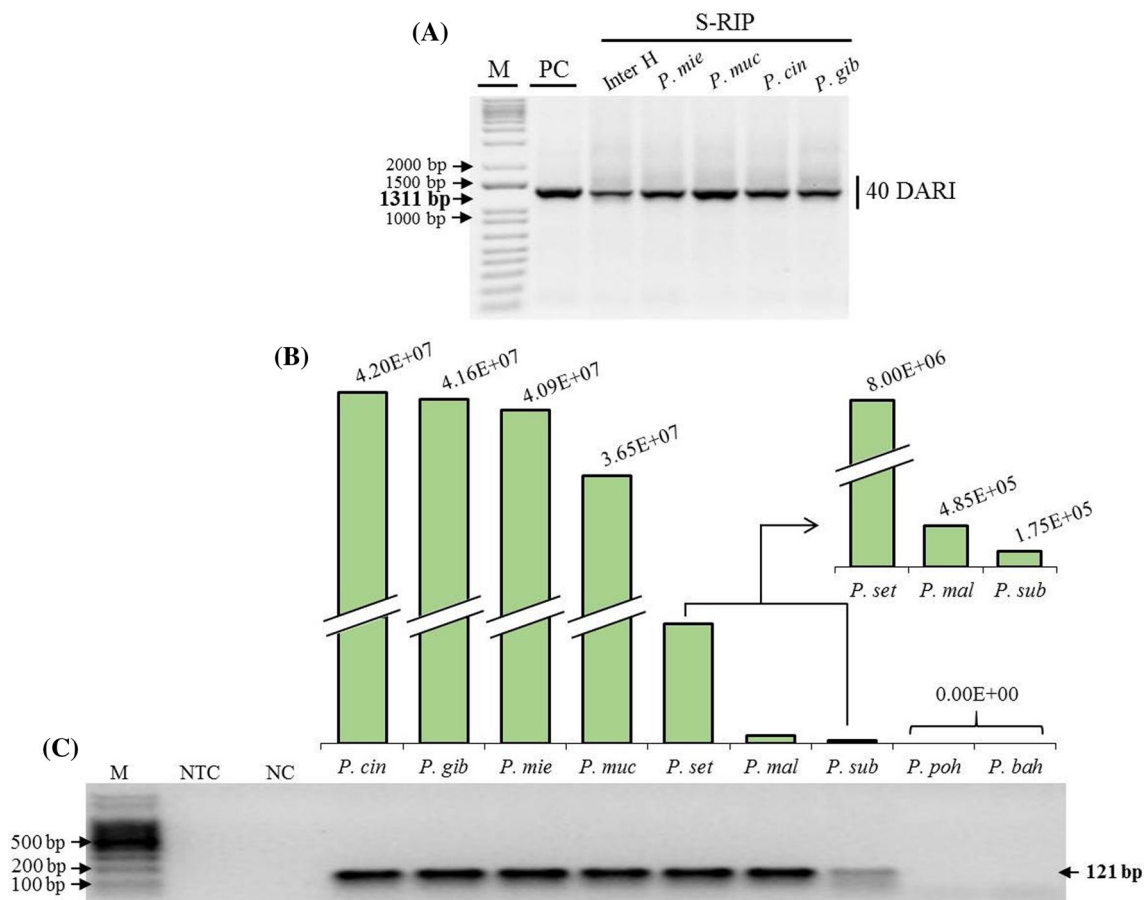 (A)
S-RIP
M PC Inter H P. mie P. muc P. cin P. gib
2000 bp
1500 bp
1311 bp
1000 bp
40 DARI
(B)
4.20E+07 4.16E+07 4.09E+07 3.65E+07
8.00E+06 4.85E+05 1.75E+05
P. set P. mal P. sub
0.00E+00
(C)
M NTC NC P. cin P. gib P. mie P. muc P. set P. mal P. sub P. poh P. bah
500 bp
200 bp
100 bp
121 bp